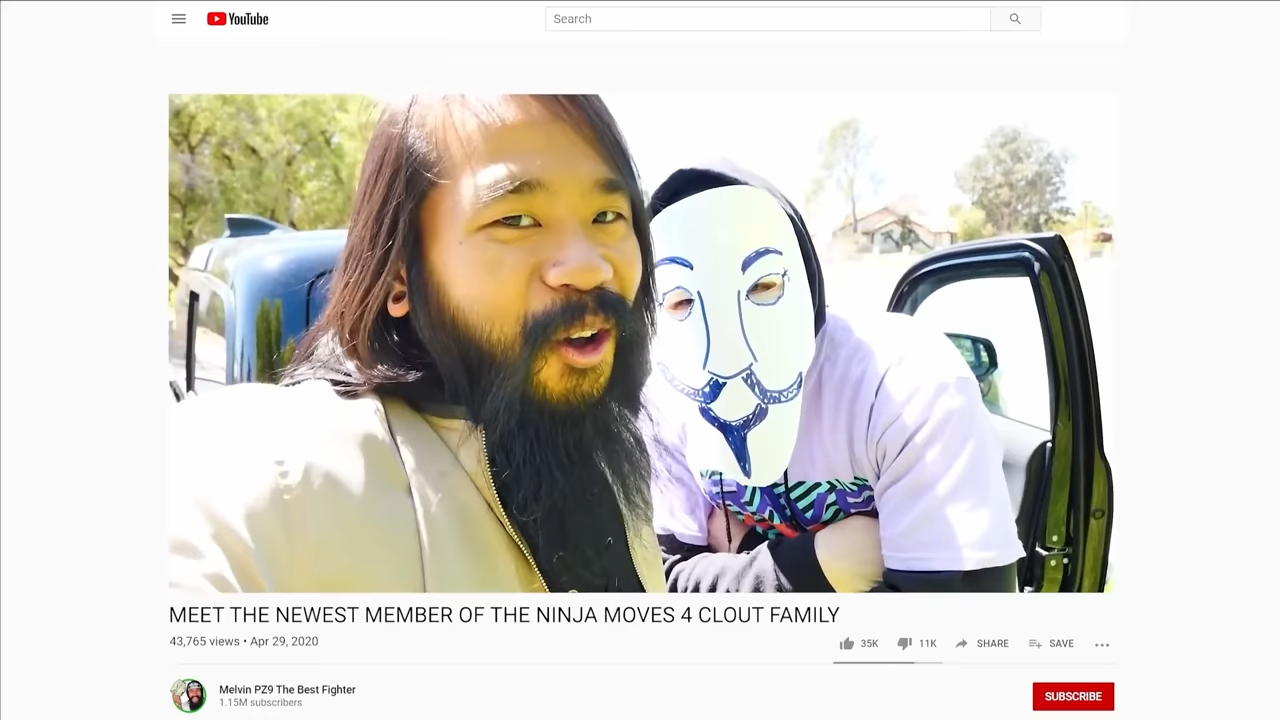 YouTube
Search
MEET THE NEWEST MEMBER OF THE NINJA MOVES 4 CLOUT FAMILY
43,765 views • Apr 29, 2020
35K 11K SHARE SAVE
Melvin PZ9 The Best Fighter
1.15M subscribers
SUBSCRIBE